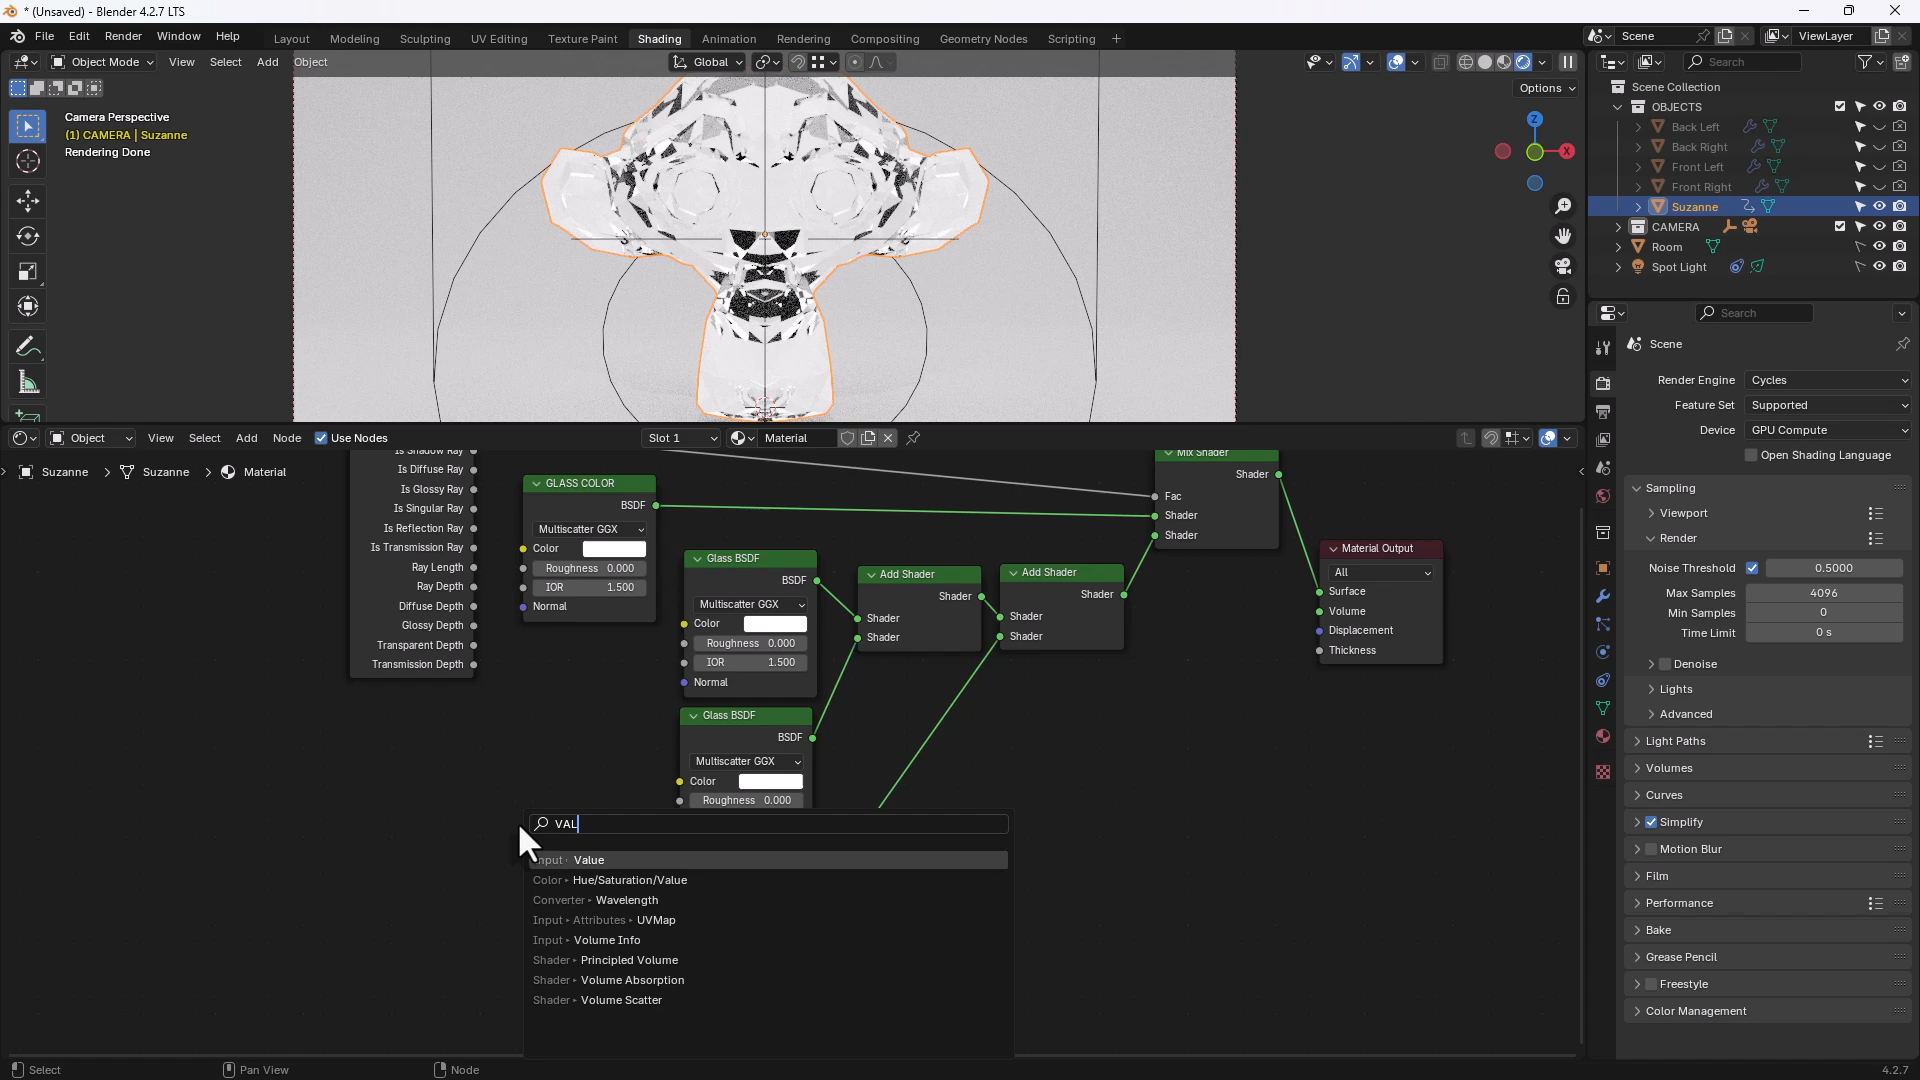 * (Unsaved) - Blender 4.2.7 LTS
File Edit Render Window Help Layout Modeling Sculpting UV Editing Texture Paint Shading Animation Rendering Compositing Geometry Nodes Scripting + Scene ViewLayer
Object Mode View Select Add Object Global Search
Options
Camera Perspective
(1) CAMERA | Suzanne
Rendering Done
Z
X
Scene Collection
OBJECTS
Back Left
Back Right
Front Left
Front Right
Suzanne
CAMERA
Room
Spot Light
Search
Scene
Render Engine Cycles
Feature Set Supported
Device GPU Compute
Open Shading Language
Sampling
Viewport
Render
Noise Threshold 0.5000
Max Samples 4096
Min Samples 0
Time Limit 0 s
Denoise
Lights
Advanced
Light Paths
Volumes
Curves
Simplify
Motion Blur
Film
Performance
Bake
Grease Pencil
Freestyle
Color Management
Object View Select Add Node Use Nodes Slot 1 Material
Suzanne > Suzanne > Material
Is Shadow Ray
Is Diffuse Ray
Is Glossy Ray
Is Singular Ray
Is Reflection Ray
Is Transmission Ray
Ray Length
Ray Depth
Diffuse Depth
Glossy Depth
Transparent Depth
Transmission Depth
GLASS COLOR
BSDF
Multiscatter GGX
Color
Roughness 0.000
IOR 1.500
Normal
Glass BSDF
BSDF
Multiscatter GGX
Color
Roughness 0.000
IOR 1.500
Normal
Glass BSDF
BSDF
Multiscatter GGX
Color
Roughness 0.000
Add Shader
Shader
Shader
Shader
Add Shader
Shader
Shader
Shader
Mix Shader
Shader
Fac
Shader
Shader
Material Output
All
Surface
Volume
Displacement
Thickness
VAL
Input Value
Color Hue/Saturation/Value
Converter Wavelength
Input Attributes UVMap
Input Volume Info
Shader Principled Volume
Shader Volume Absorption
Shader Volume Scatter
Select Pan View Node 4.2.7